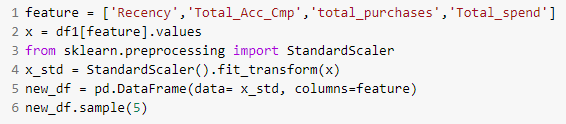 1 feature = ['Recency','Total_Acc_Cmp','total_purchases','Total_spend']
2 x = df1[feature].values
3 from sklearn.preprocessing import StandardScaler
4 x_std = StandardScaler().fit_transform(x)
5 new_df = pd.DataFrame(data= x_std, columns=feature)
6 new_df.sample(5)